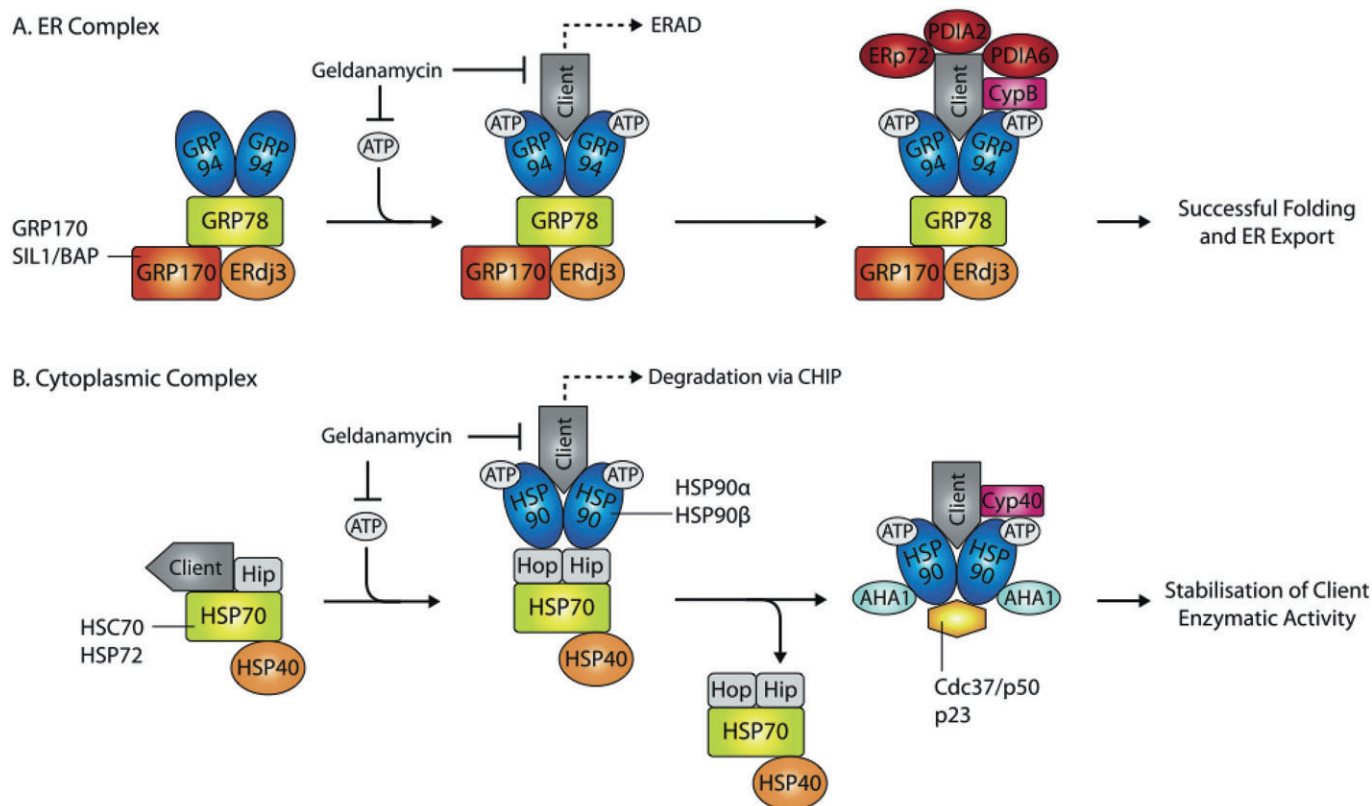 A. ER Complex
Geldanamycin
ATP
GRP
94
GRP
94
GRP78
GRP170
SIL1/BAP
GRP170
ERdj3
ERAD
Client
ATP
ATP
GRP
94
GRP
94
GRP78
GRP170
ERdj3
PDIA2
ERp72
PDIA6
Client
CypB
ATP
ATP
GRP
94
GRP
94
GRP78
GRP170
ERdj3
Successful Folding
and ER Export
B. Cytoplasmic Complex
Geldanamycin
ATP
Client
Hip
HSP70
HSC70
HSP72
HSP40
Degradation via CHIP
Client
ATP
ATP
HSP
90
HSP
90
HSP90α
HSP90β
Hop
Hip
HSP70
HSP40
Hop
Hip
HSP70
HSP40
Client
Cyp40
ATP
ATP
HSP
90
HSP
90
AHA1
AHA1
Cdc37/p50
p23
Stabilisation of Client
Enzymatic Activity